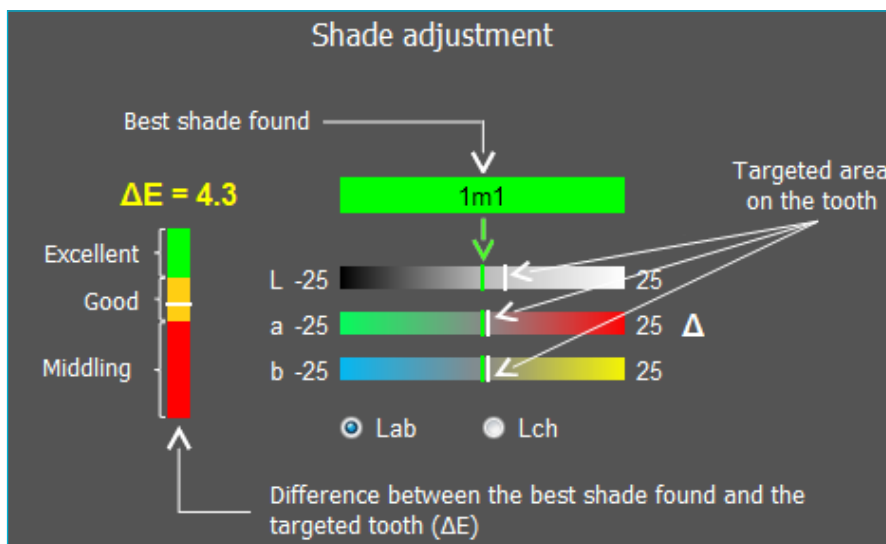 Shade adjustment
Best shade found
Targeted area
on the tooth
ΔE = 4.3
1m1
Excellent
Good
Middling
L -25 25
a -25 25 Δ
b -25 25
Lab Lch
Difference between the best shade found and the
targeted tooth (ΔE)